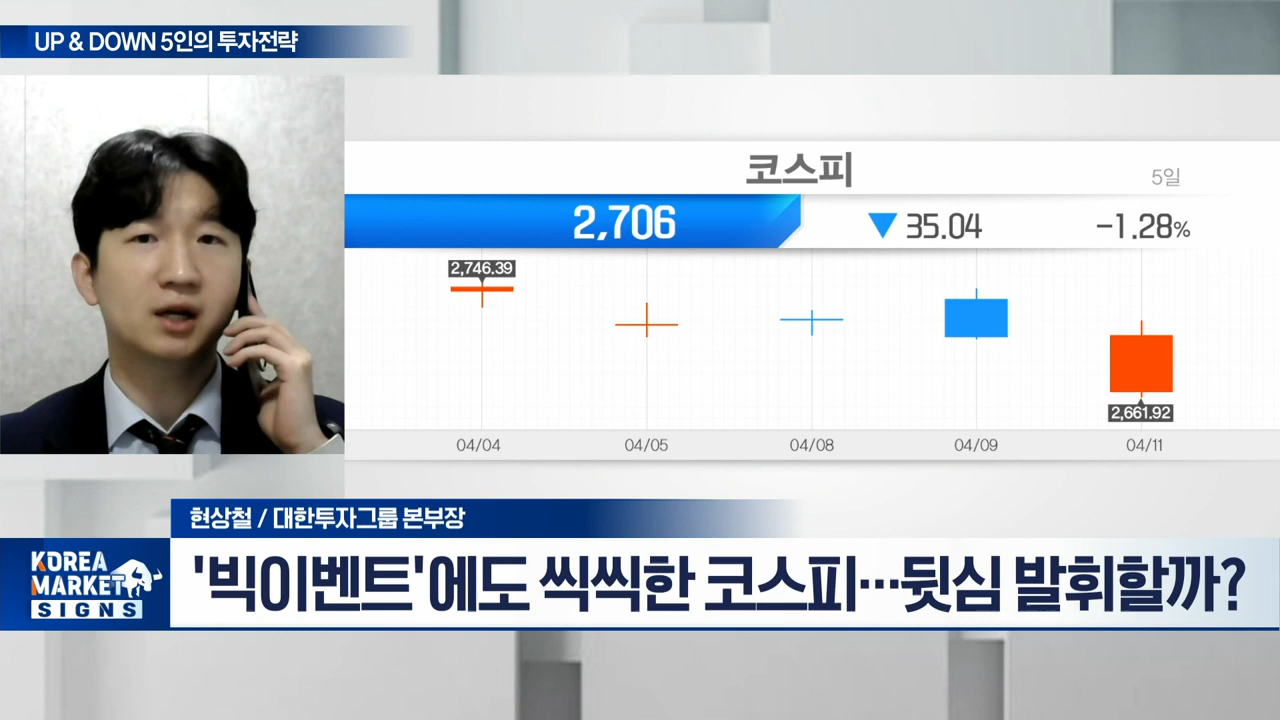 UP & DOWN 5인의 투자전략
코스피
5일
2,706 ▼ 35.04 -1.28%
2,746.39
2,661.92
04/04 04/05 04/08 04/09 04/11
현상철 / 대한투자그룹 본부장
KOREA
MARKET
SIGNS
'빅이벤트'에도 씩씩한 코스피…뒷심 발휘할까?